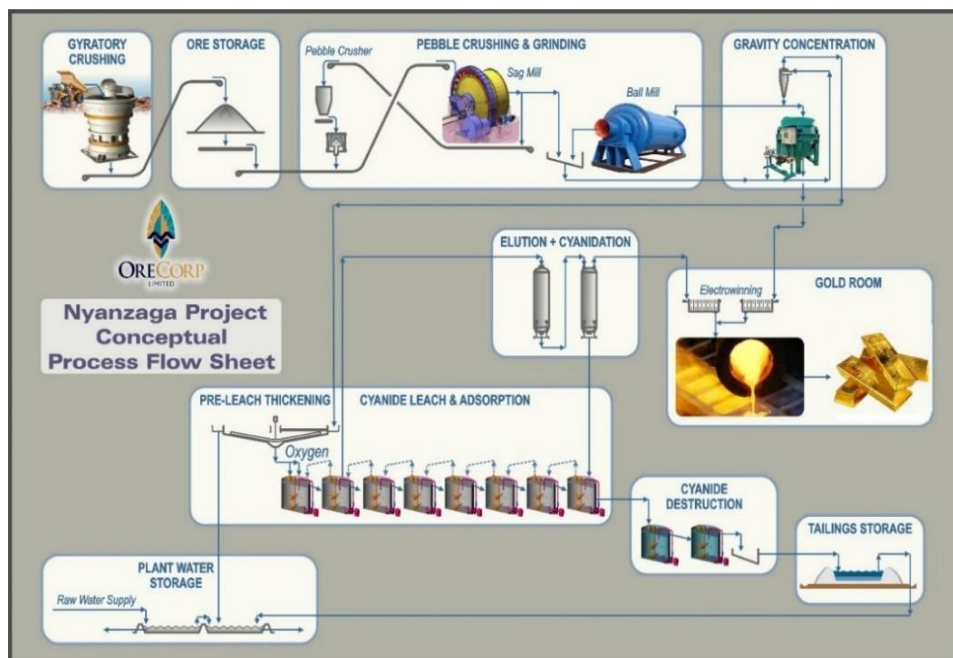 GYRATORY
CRUSHING
ORE STORAGE
PEBBLE CRUSHING & GRINDING
Pebble Crusher
Sag Mill
Ball Mill
GRAVITY CONCENTRATION
ORECORP
LIMITED
Nyanzaga Project
Conceptual
Process Flow Sheet
ELUTION + CYANIDATION
Electrowinning
GOLD ROOM
PRE-LEACH THICKENING
CYANIDE LEACH & ADSORPTION
Oxygen
CYANIDE
DESTRUCTION
TAILINGS STORAGE
PLANT WATER
STORAGE
Raw Water Supply